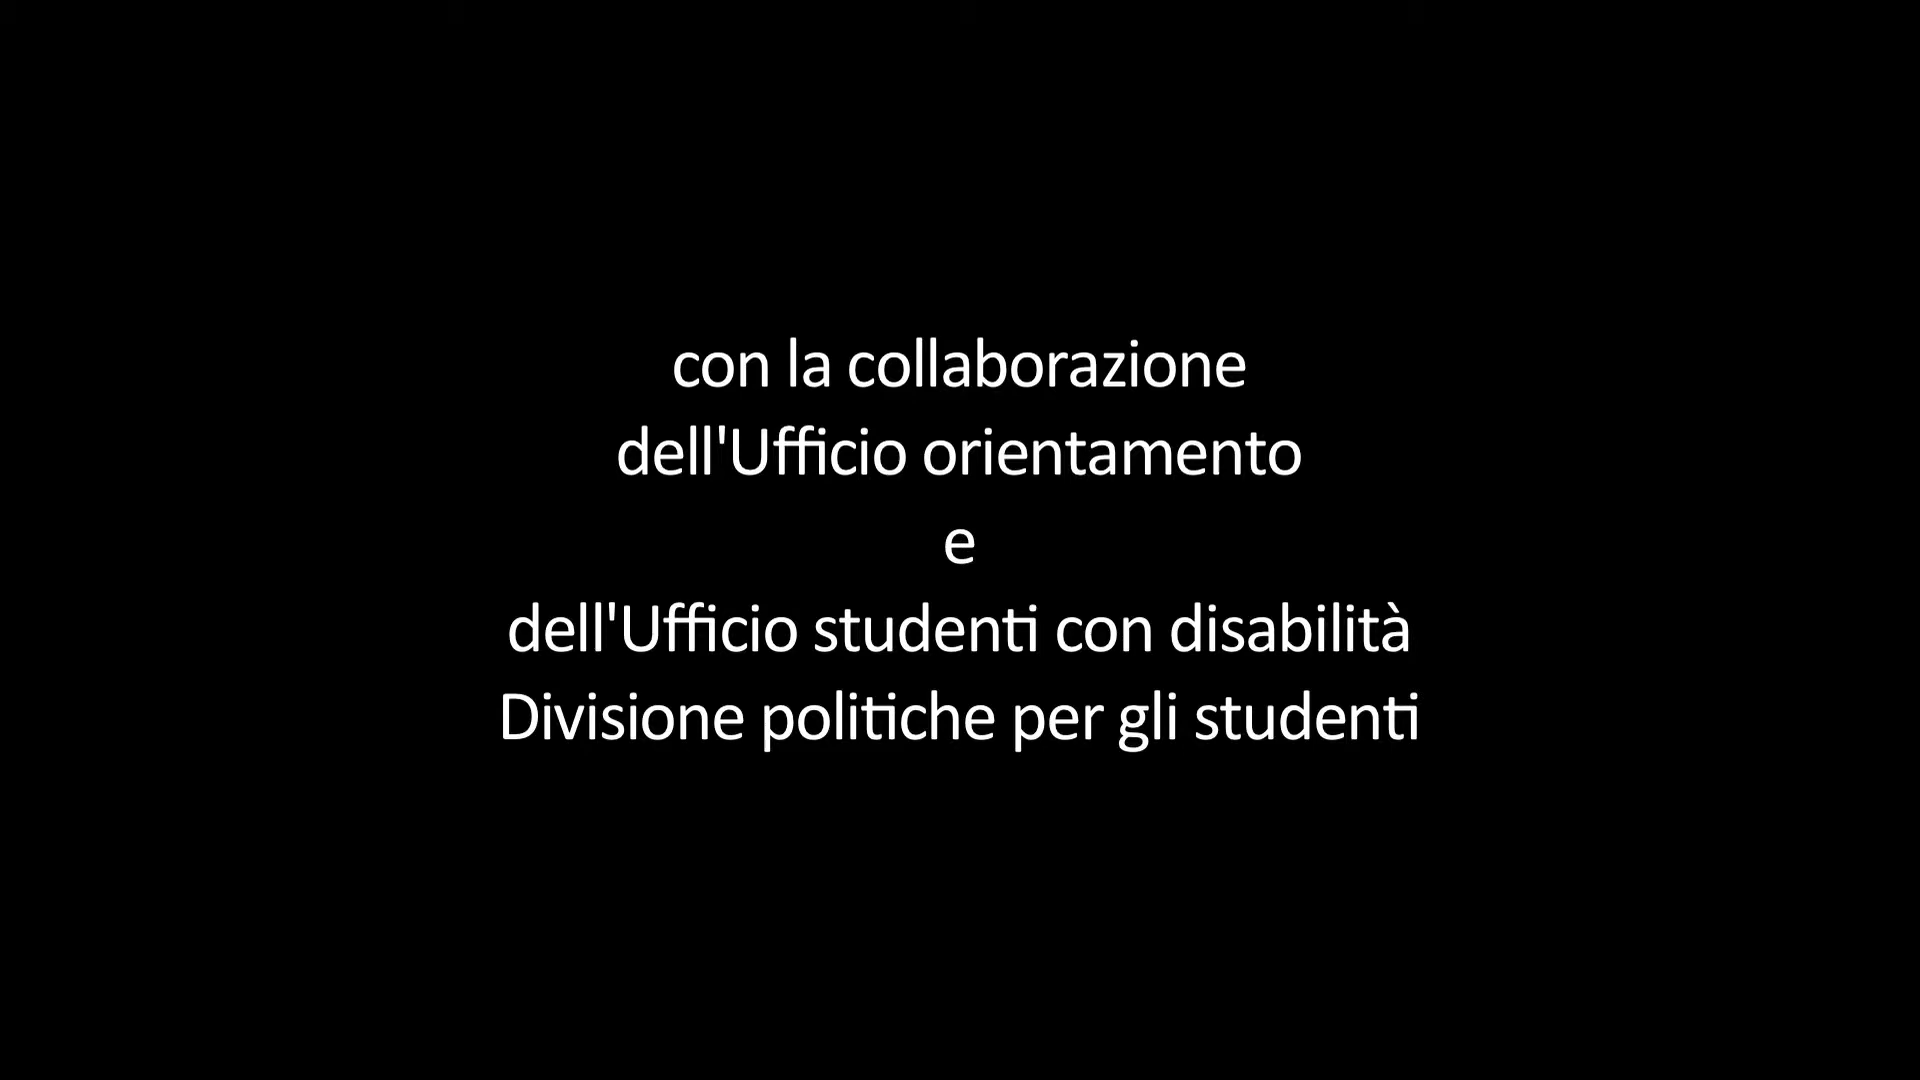 con la collaborazione
dell'Ufficio orientamento
e
dell'Ufficio studenti con disabilità
Divisione politiche per gli studenti